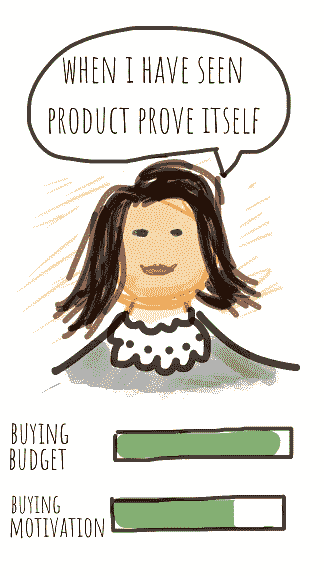 WHEN I HAVE SEEN
PRODUCT PROVE ITSELF
BUYING
BUDGET
BUYING
MOTIVATION